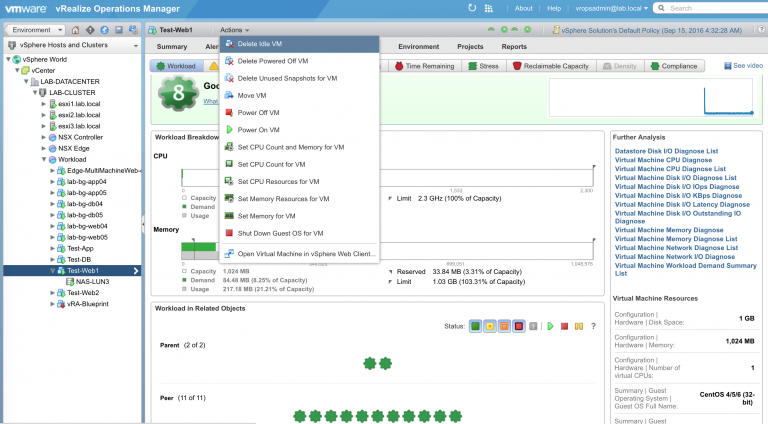 vmware vRealize Operations Manager
About
Help
vropsadmin@lab.local
Search
Environment
Test-Web1
Actions
vSphere Solution's Default Policy (Sep 15, 2016 4:32:28 AM)
vSphere Hosts and Clusters
vSphere World
vCenter
LAB-DATACENTER
LAB-CLUSTER
esxi1.lab.local
esxi2.lab.local
esxi3.lab.local
NSX Controller
NSX Edge
Workload
Edge-MultiMachineWeb-
lab-bg-app04
lab-bg-app05
lab-bg-db04
lab-bg-db05
lab-bg-web04
lab-bg-web05
Test-App
Test-DB
Test-Web1
NAS-LUN3
Test-Web2
vRA-Blueprint
Summary
Environment
Projects
Reports
Workload
Time Remaining
Stress
Reclaimable Capacity
Density
Compliance
See video
Delete Idle VM
Delete Powered Off VM
Delete Unused Snapshots for VM
Move VM
Power Off VM
Power On VM
Set CPU Count and Memory for VM
Set CPU Count for VM
Set CPU Resources for VM
Set Memory Resources for VM
Set Memory for VM
Shut Down Guest OS for VM
Open Virtual Machine in vSphere Web Client...
8
Workload Breakdow
CPU
0
1,532
2,300
Capacity
Demand
Usage
Limit 2.3 GHz (100% of Capacity)
Memory
0
699,051
1,048,576
Capacity 1,024 MB
Demand 84.48 MB (8.25% of Capacity)
Usage 217.18 MB (21.21% of Capacity)
Reserved 33.84 MB (3.31% of Capacity)
Limit 1.03 GB (103.31% of Capacity)
Workload in Related Objects
Status:
?
Parent (2 of 2)
Peer (11 of 11)
Further Analysis
Datastore Disk I/O Diagnose List
Virtual Machine CPU Diagnose
Virtual Machine CPU Diagnose List
Virtual Machine Disk I/O Diagnose List
Virtual Machine Disk I/O IOps Diagnose
Virtual Machine Disk I/O KBps Diagnose
Virtual Machine Disk I/O Latency Diagnose
Virtual Machine Disk I/O Outstanding IO
Diagnose
Virtual Machine Memory Diagnose
Virtual Machine Memory Diagnose List
Virtual Machine Network Diagnose List
Virtual Machine Network I/O Diagnose
Virtual Machine Workload Demand Summary
List
Virtual Machine Resources
Configuration |
Hardware | Disk Space: 1 GB
Configuration |
Hardware | Memory: 1,024 MB
Configuration |
Hardware | Number of 1
virtual CPUs:
Summary | Guest
Operating System | CentOS 4/5/6 (32-
Guest OS Full Name: bit)
Configuration |